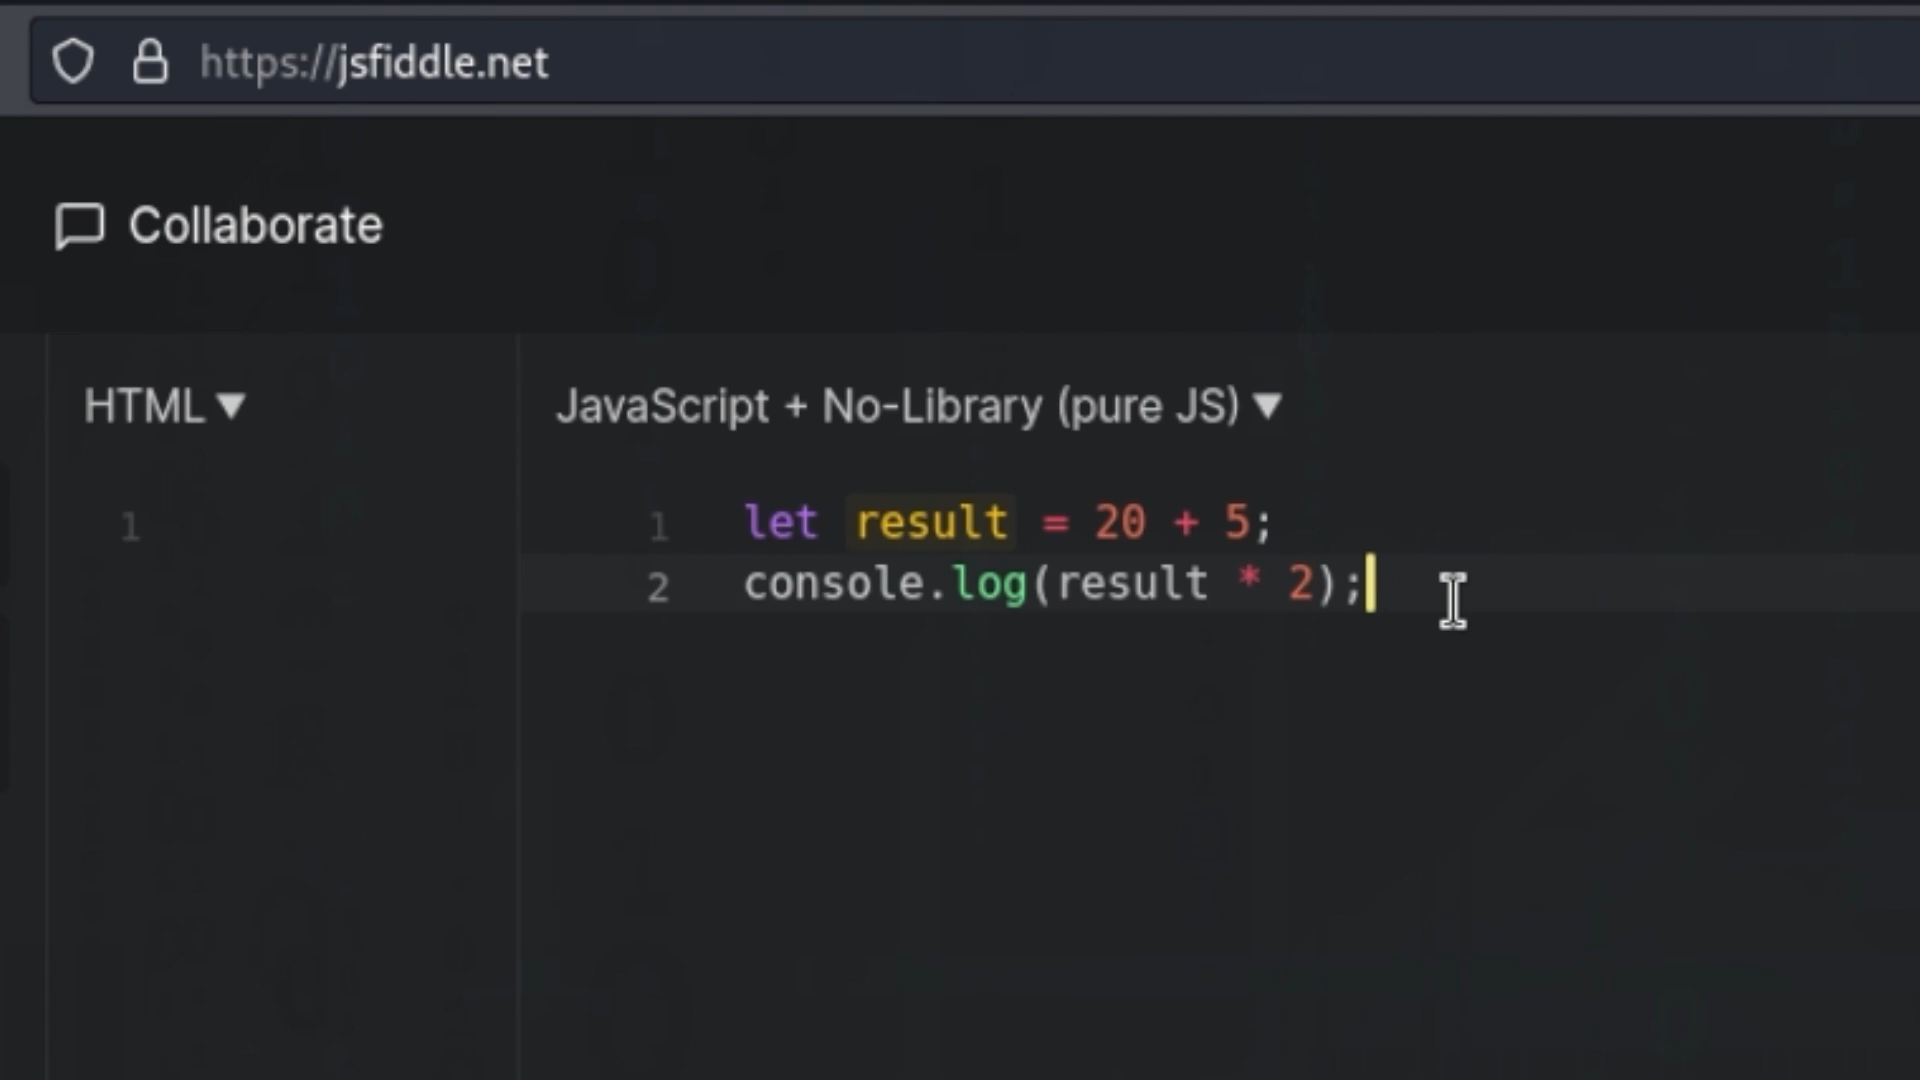 https://jsfiddle.net
Collaborate
HTML ▼
JavaScript + No-Library (pure JS) ▼
1
1 let result = 20 + 5;
2 console.log(result * 2);